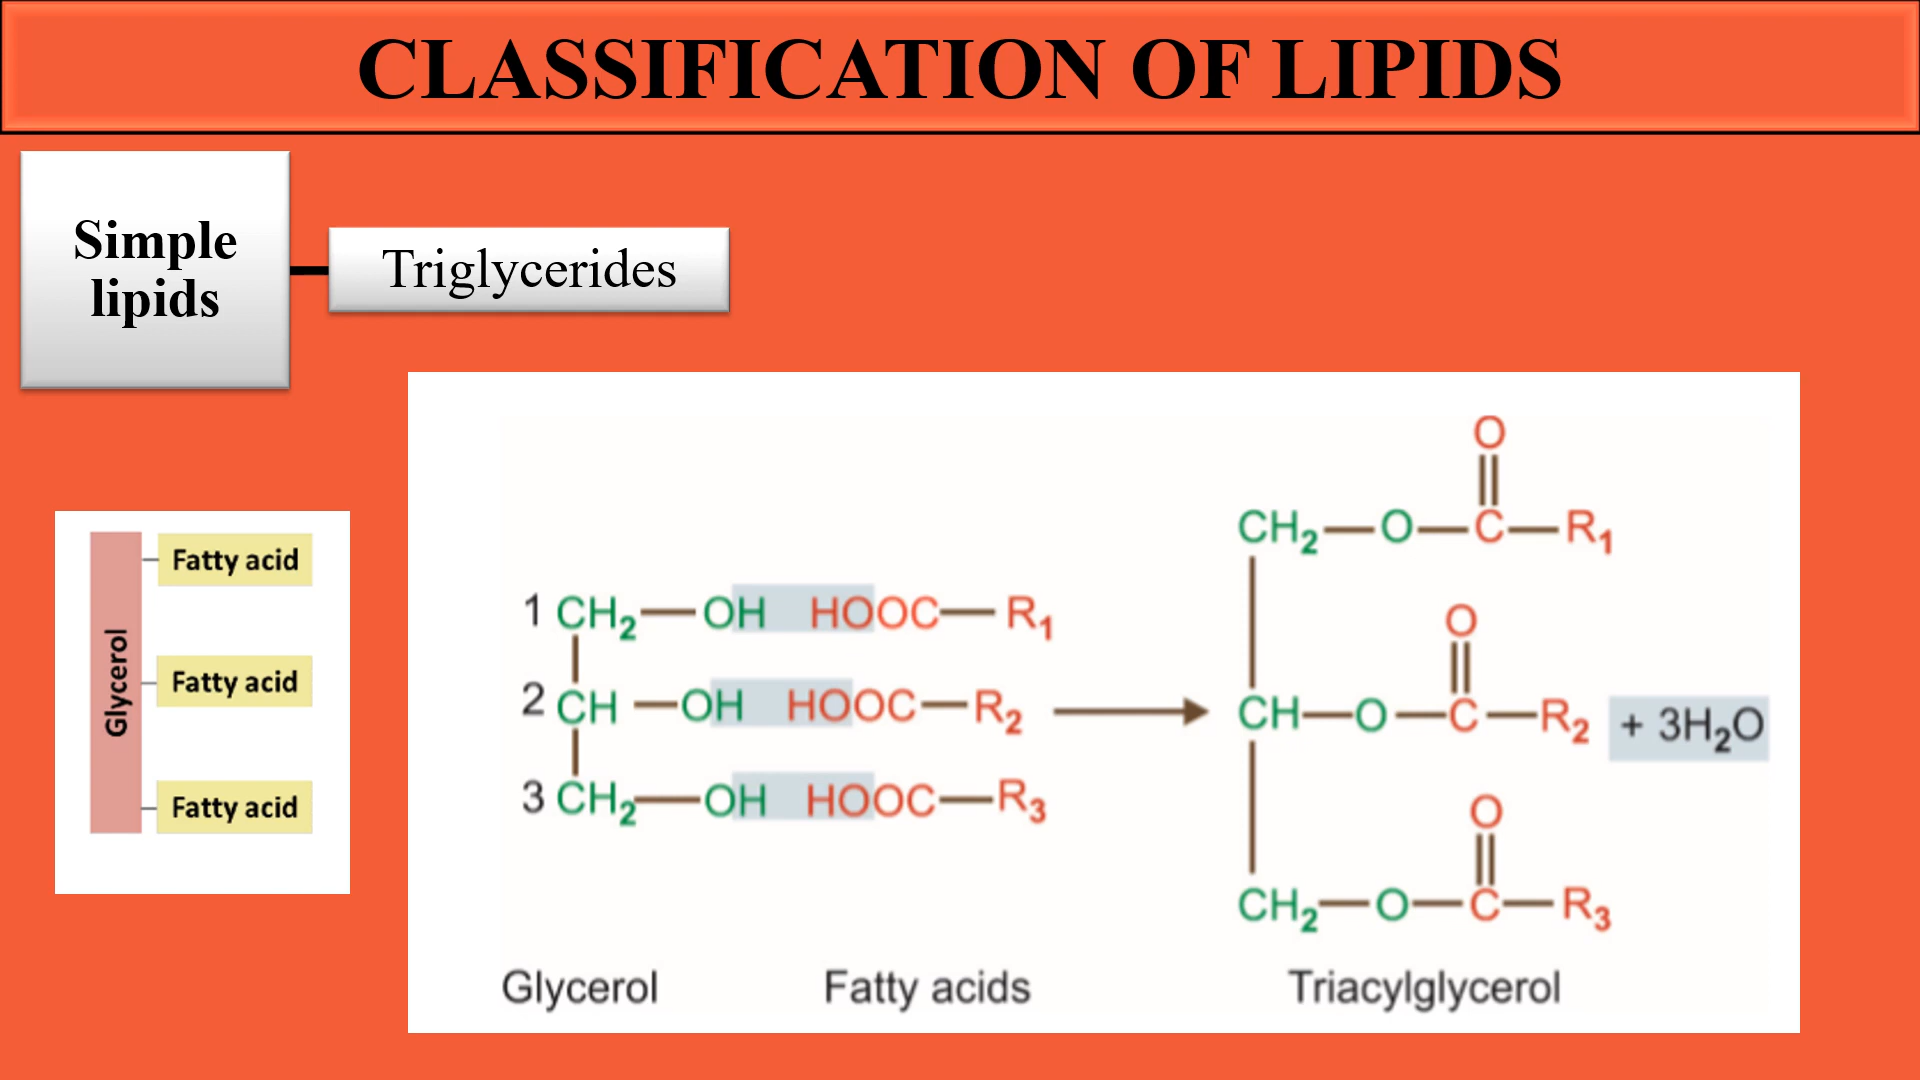 CLASSIFICATION OF LIPIDS
Simple
lipids
Triglycerides
Glycerol
Fatty acid
Fatty acid
Fatty acid
1 CH₂—OH HOOC—R₁
2 CH—OH HOOC—R₂
3 CH₂—OH HOOC—R₃
O
CH₂—O—C—R₁
O
CH—O—C—R₂ + 3H₂O
O
CH₂—O—C—R₃
Glycerol Fatty acids Triacylglycerol